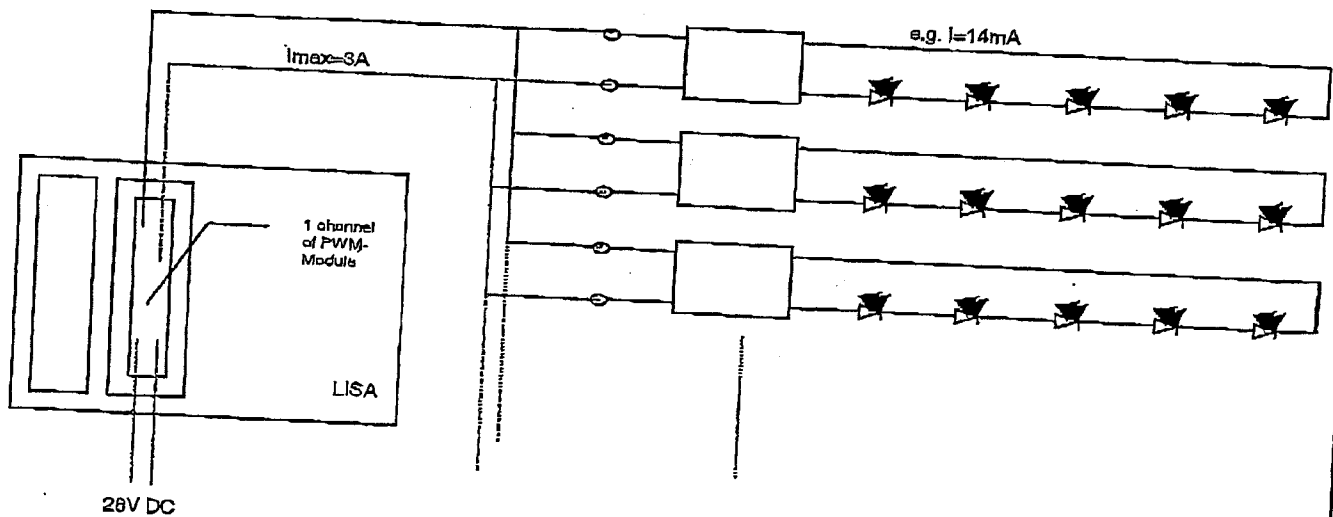 e.g. I=14mA
Imax=3A
1 channel
of PWM-
Module
LISA
28V DC